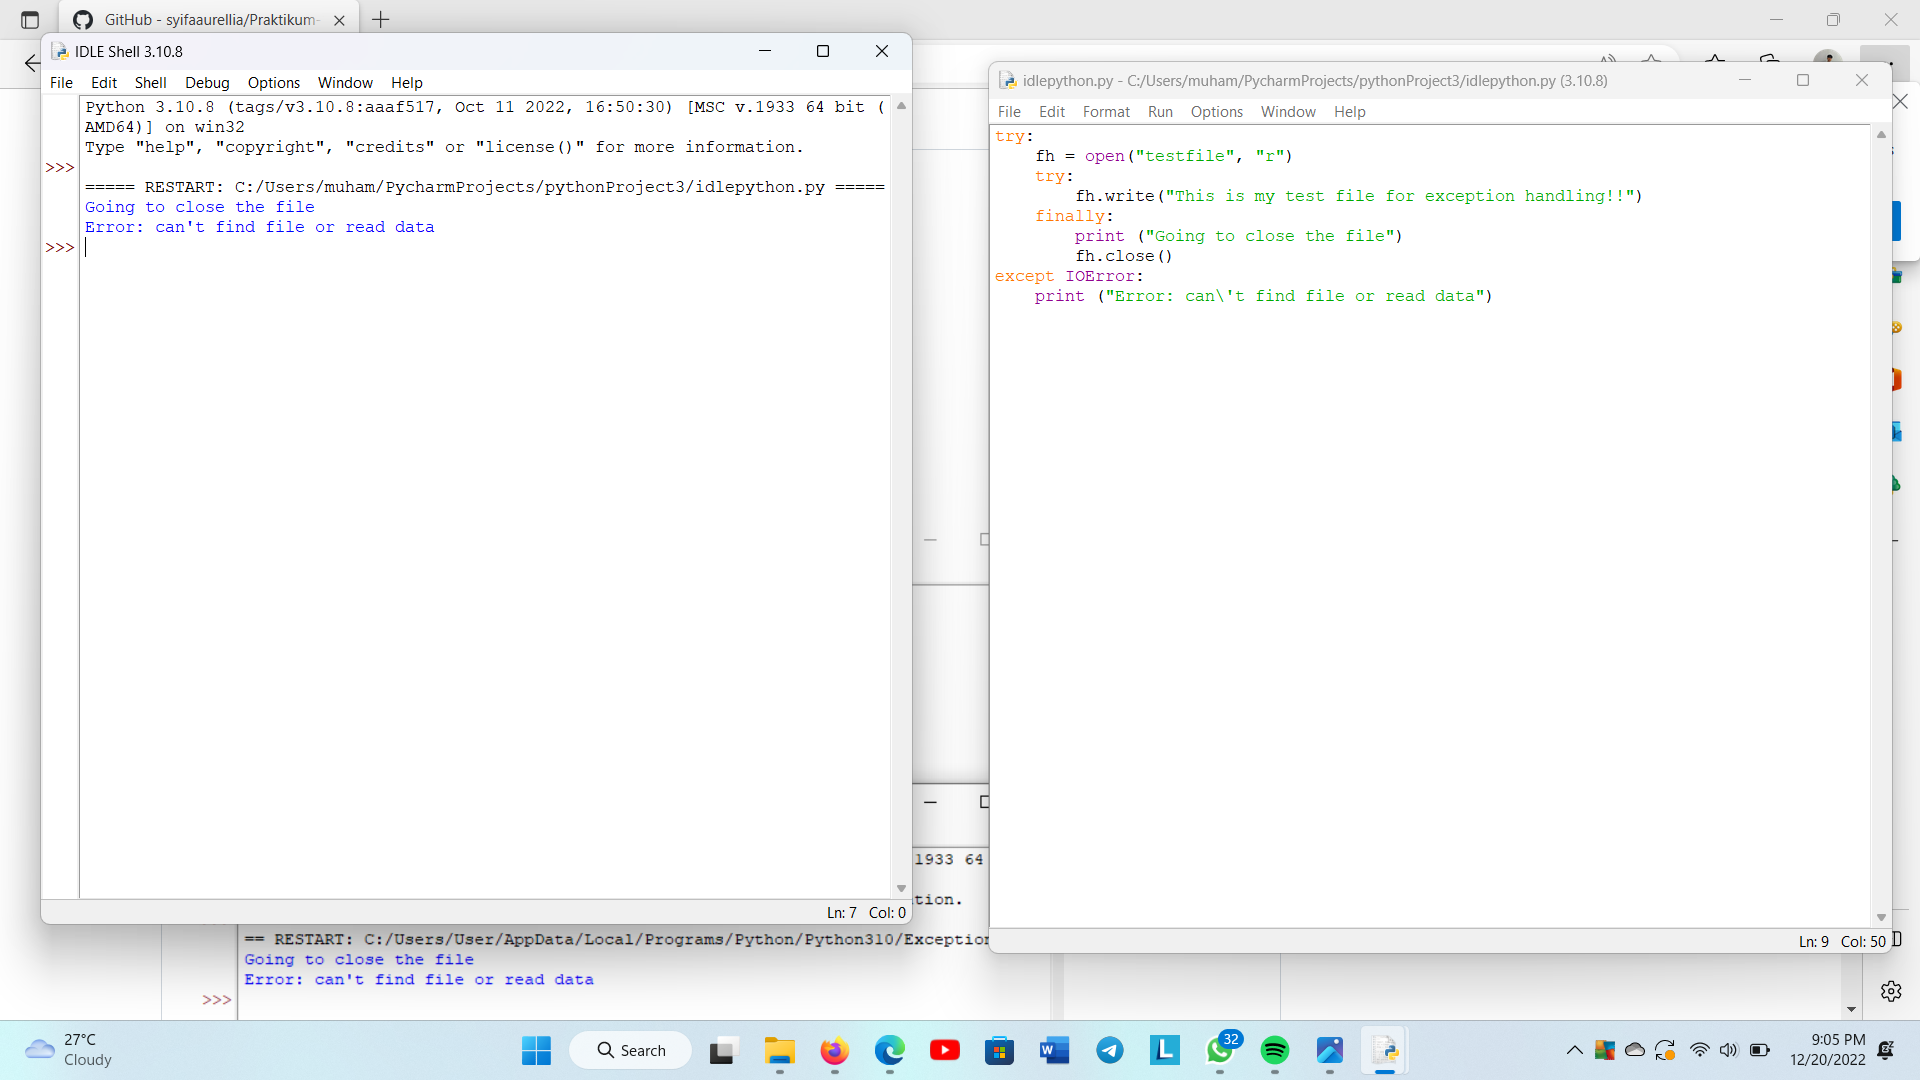 GitHub - syifaaurellia/Praktikum-
IDLE Shell 3.10.8
File Edit Shell Debug Options Window Help
Python 3.10.8 (tags/v3.10.8:aaaf517, Oct 11 2022, 16:50:30) [MSC v.1933 64 bit (
AMD64)] on win32
Type "help", "copyright", "credits" or "license()" for more information.
>>>
===== RESTART: C:/Users/muham/PycharmProjects/pythonProject3/idlepython.py =====
Going to close the file
Error: can't find file or read data
>>>
Ln: 7 Col: 0
idlepython.py - C:/Users/muham/PycharmProjects/pythonProject3/idlepython.py (3.10.8)
File Edit Format Run Options Window Help
try:
    fh = open("testfile", "r")
    try:
        fh.write("This is my test file for exception handling!!")
    finally:
        print ("Going to close the file")
        fh.close()
except IOError:
    print ("Error: can\'t find file or read data")
Ln: 9 Col: 50
1933 64
tion.
== RESTART: C:/Users/User/AppData/Local/Programs/Python/Python310/Exception
Going to close the file
Error: can't find file or read data
>>>
27°C
Cloudy
Search
32
9:05 PM
12/20/2022